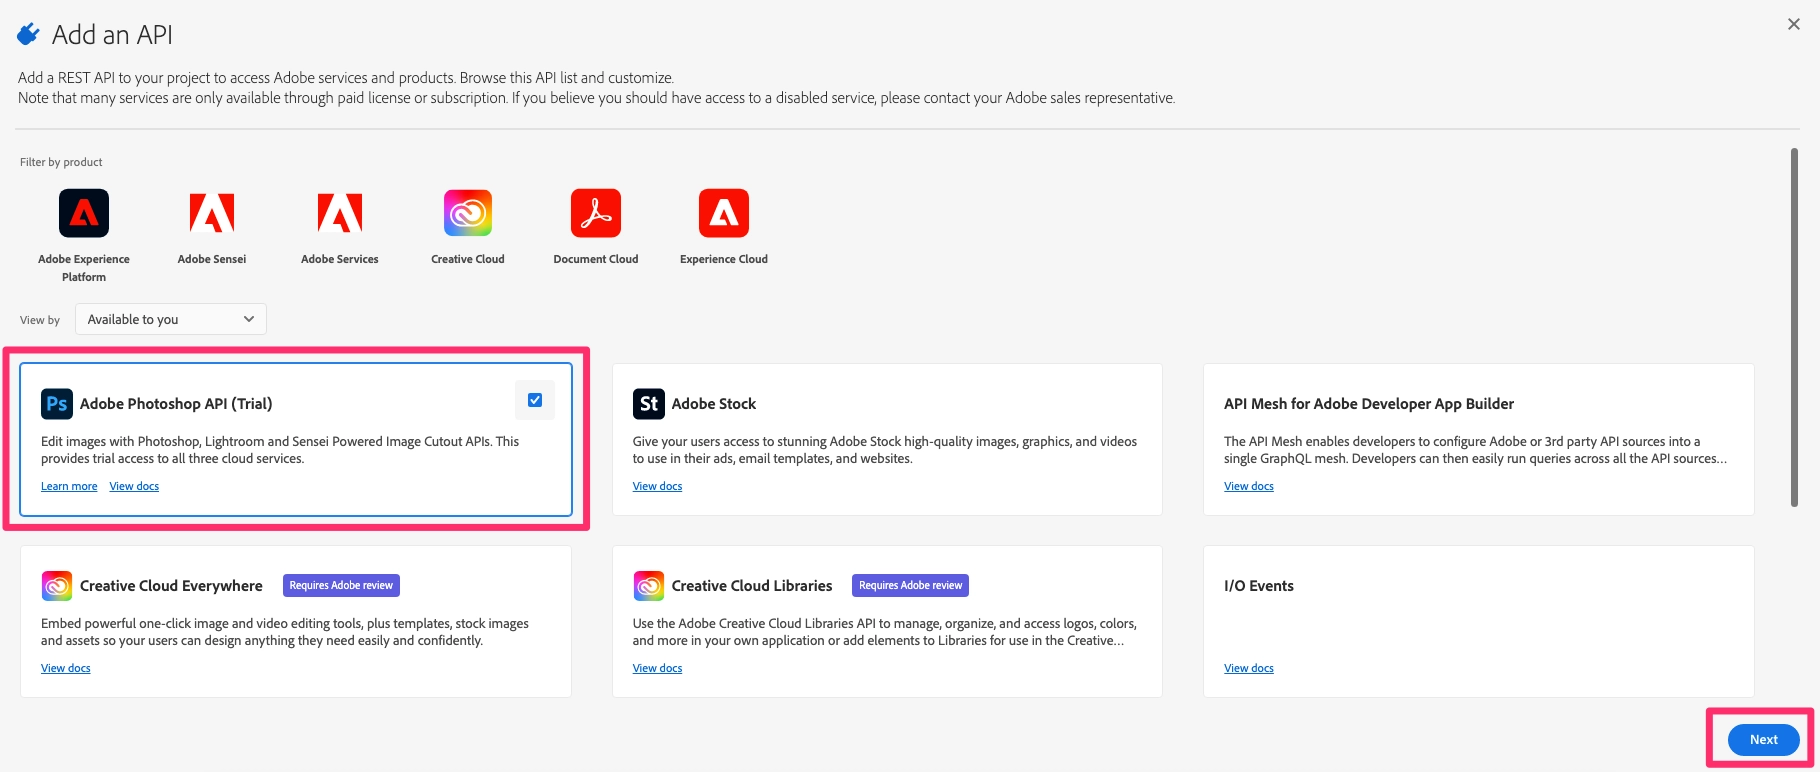 Add an API
Add a REST API to your project to access Adobe services and products. Browse this API list and customize.
Note that many services are only available through paid license or subscription. If you believe you should have access to a disabled service, please contact your Adobe sales representative.
Filter by product
Adobe Experience
Platform
Adobe Sensei
Adobe Services
Creative Cloud
Document Cloud
Experience Cloud
View by
Available to you
Ps
Adobe Photoshop API (Trial)
Edit images with Photoshop, Lightroom and Sensei Powered Image Cutout APIs. This
provides trial access to all three cloud services.
Learn more
View docs
St
Adobe Stock
Give your users access to stunning Adobe Stock high-quality images, graphics, and videos
to use in their ads, email templates, and websites.
View docs
API Mesh for Adobe Developer App Builder
The API Mesh enables developers to configure Adobe or 3rd party API sources into a
single GraphQL mesh. Developers can then easily run queries across all the API sources...
View docs
Creative Cloud Everywhere
Requires Adobe review
Embed powerful one-click image and video editing tools, plus templates, stock images
and assets so your users can design anything they need easily and confidently.
View docs
Creative Cloud Libraries
Requires Adobe review
Use the Adobe Creative Cloud Libraries API to manage, organize, and access logos, colors,
and more in your own application or add elements to Libraries for use in the Creative...
View docs
I/O Events
View docs
Next